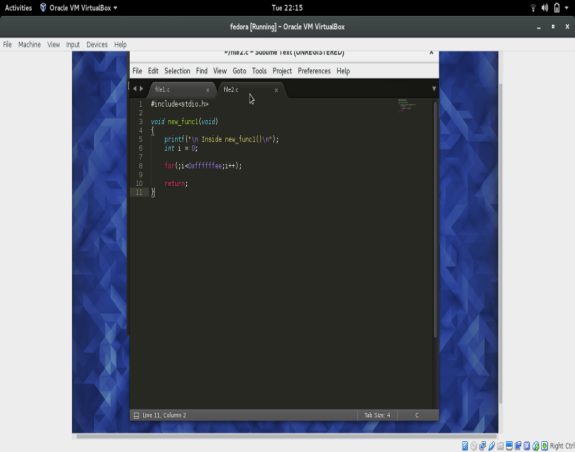 Activities Oracle VM VirtualBox Tue 22:15
fedora [Running] - Oracle VM VirtualBox
File Machine View Input Devices Help
~/file2.c - Sublime Text (UNREGISTERED)
File Edit Selection Find View Goto Tools Project Preferences Help
file1.c x file2.c x
1 #include<stdio.h>
2
3 void new_func1(void)
4 {
5 printf("\n Inside new_func1()\n");
6 int i = 0;
7
8 for(;i<0xffffffee;i++);
9
10 return;
11 }
Line 11, Column 2 Tab Size: 4 C
Right Ctrl